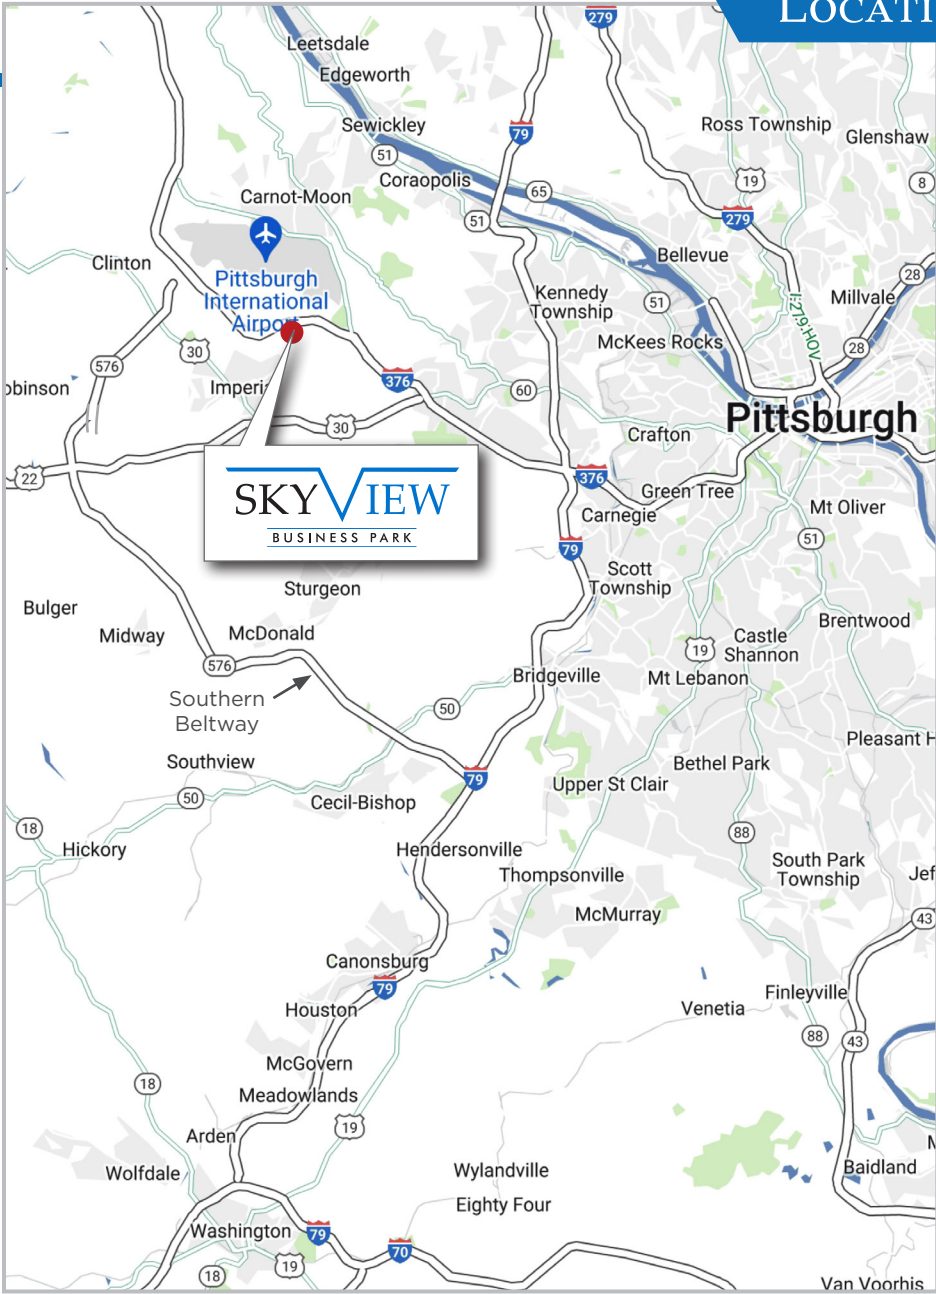 LOCATI
279
Leetsdale
Edgeworth
79
Sewickley
Ross Township
Glenshaw
51
Coraopolis
65
19
8
Carnot-Moon
51
279
Bellevue
Clinton
Pittsburgh
International
Airport
28
Kennedy
Township
51
I-279 HOV
Millvale
McKees Rocks
28
30
576
376
obinson
Imperia
60
30
Pittsburgh
Crafton
22
376
Green Tree
SKYVIEW
BUSINESS PARK
Carnegie
Mt Oliver
79
51
Scott
Township
Sturgeon
Bulger
Midway
McDonald
Brentwood
Castle
Shannon
19
576
Bridgeville
Mt Lebanon
Southern
Beltway
50
Pleasant H
Southview
Bethel Park
79
Upper St Clair
50
Cecil-Bishop
18
88
Hickory
Hendersonville
South Park
Township
Thompsonville
Jef
McMurray
43
Canonsburg
79
Finleyville
Houston
Venetia
88
43
McGovern
18
Meadowlands
19
Arden
M
Wolfdale
Wylandville
Baidland
Eighty Four
Washington
79
70
19
18
Van Voorhis